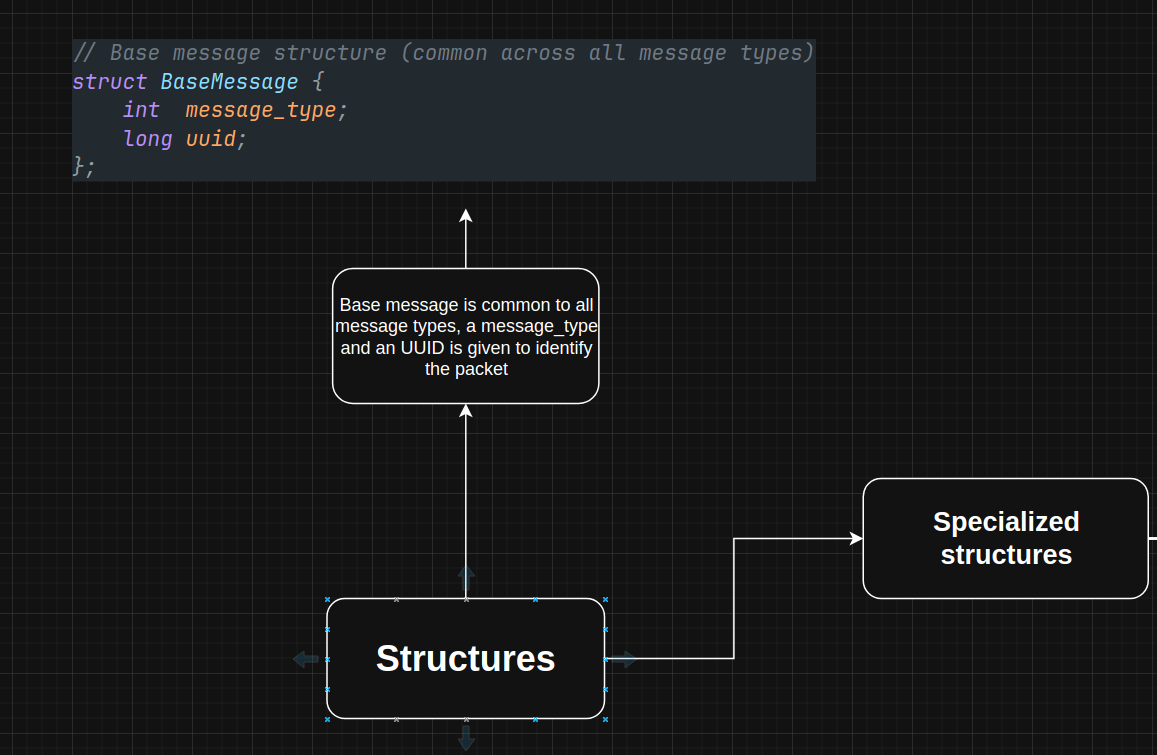 // Base message structure (common across all message types)
struct BaseMessage {
    int  message_type;
    long uuid;
};
Base message is common to all
message types, a message_type
and an UUID is given to identify
the packet
Specialized
structures
Structures